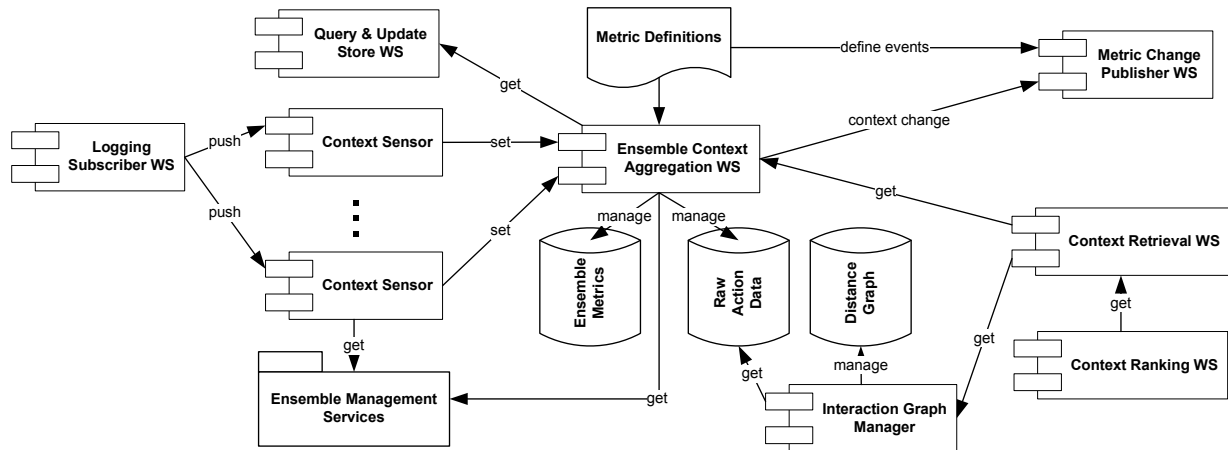 Query & Update
Store WS
Metric Definitions
define events
Metric Change
Publisher WS
get
push
Context Sensor
set
Logging
Subscriber WS
Ensemble Context
Aggregation WS
context change
get
push
set
manage
manage
Context Retrieval WS
Context Sensor
Ensemble
Metrics
Raw
Action
Data
Distance
Graph
get
get
get
manage
get
Context Ranking WS
Ensemble Management
Services
get
Interaction Graph
Manager